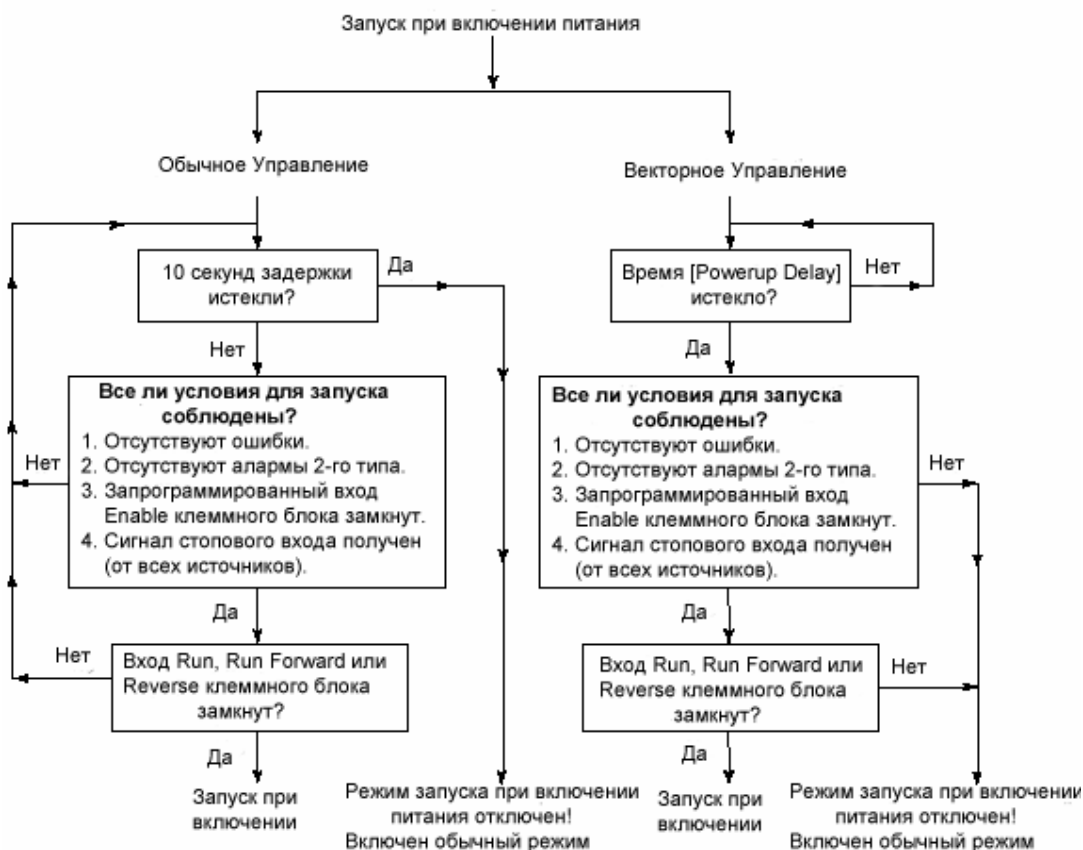 Запуск при включении питания
Обычное Управление
10 секунд задержки
истекли?
Да
Нет
Все ли условия для запуска
соблюдены?
1. Отсутствуют ошибки.
2. Отсутствуют алармы 2-го типа.
3. Запрограммированный вход
Enable клеммного блока замкнут.
4. Сигнал стопового входа получен
(от всех источников).
Нет
Да
Вход Run, Run Forward или
Reverse клеммного блока
замкнут?
Нет
Да
Запуск при
включении
Режим запуска при включении
питания отключен!
Включен обычный режим
Векторное Управление
Время [Powerup Delay]
истекло?
Нет
Да
Все ли условия для запуска
соблюдены?
1. Отсутствуют ошибки.
2. Отсутствуют алармы 2-го типа.
3. Запрограммированный вход
Enable клеммного блока замкнут.
4. Сигнал стопового входа получен
(от всех источников).
Нет
Да
Вход Run, Run Forward или
Reverse клеммного блока
замкнут?
Нет
Да
Запуск при
включении
Режим запуска при включении
питания отключен!
Включен обычный режим